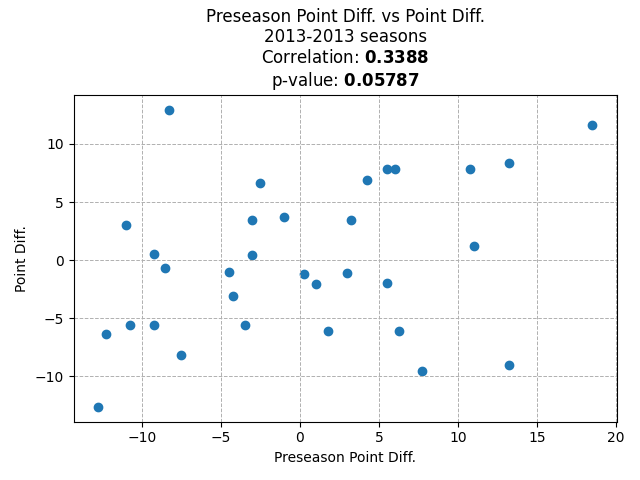 Preseason Point Diff. vs Point Diff.
2013-2013 seasons
Correlation: 0.3388
p-value: 0.05787
10
5
0
−5
−10
Point Diff.
−10 −5 0 5 10 15 20
Preseason Point Diff.